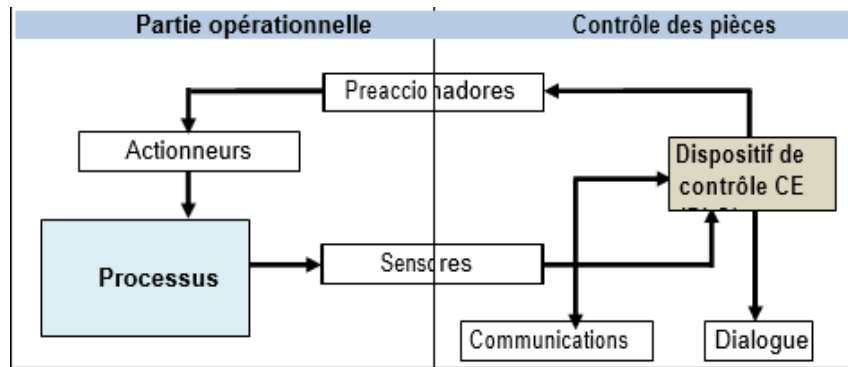 Partie opérationnelle
Contrôle des pièces
Preaccionadores
Actionneurs
Dispositif de
contrôle CE
Processus
Sensores
Communications
Dialogue